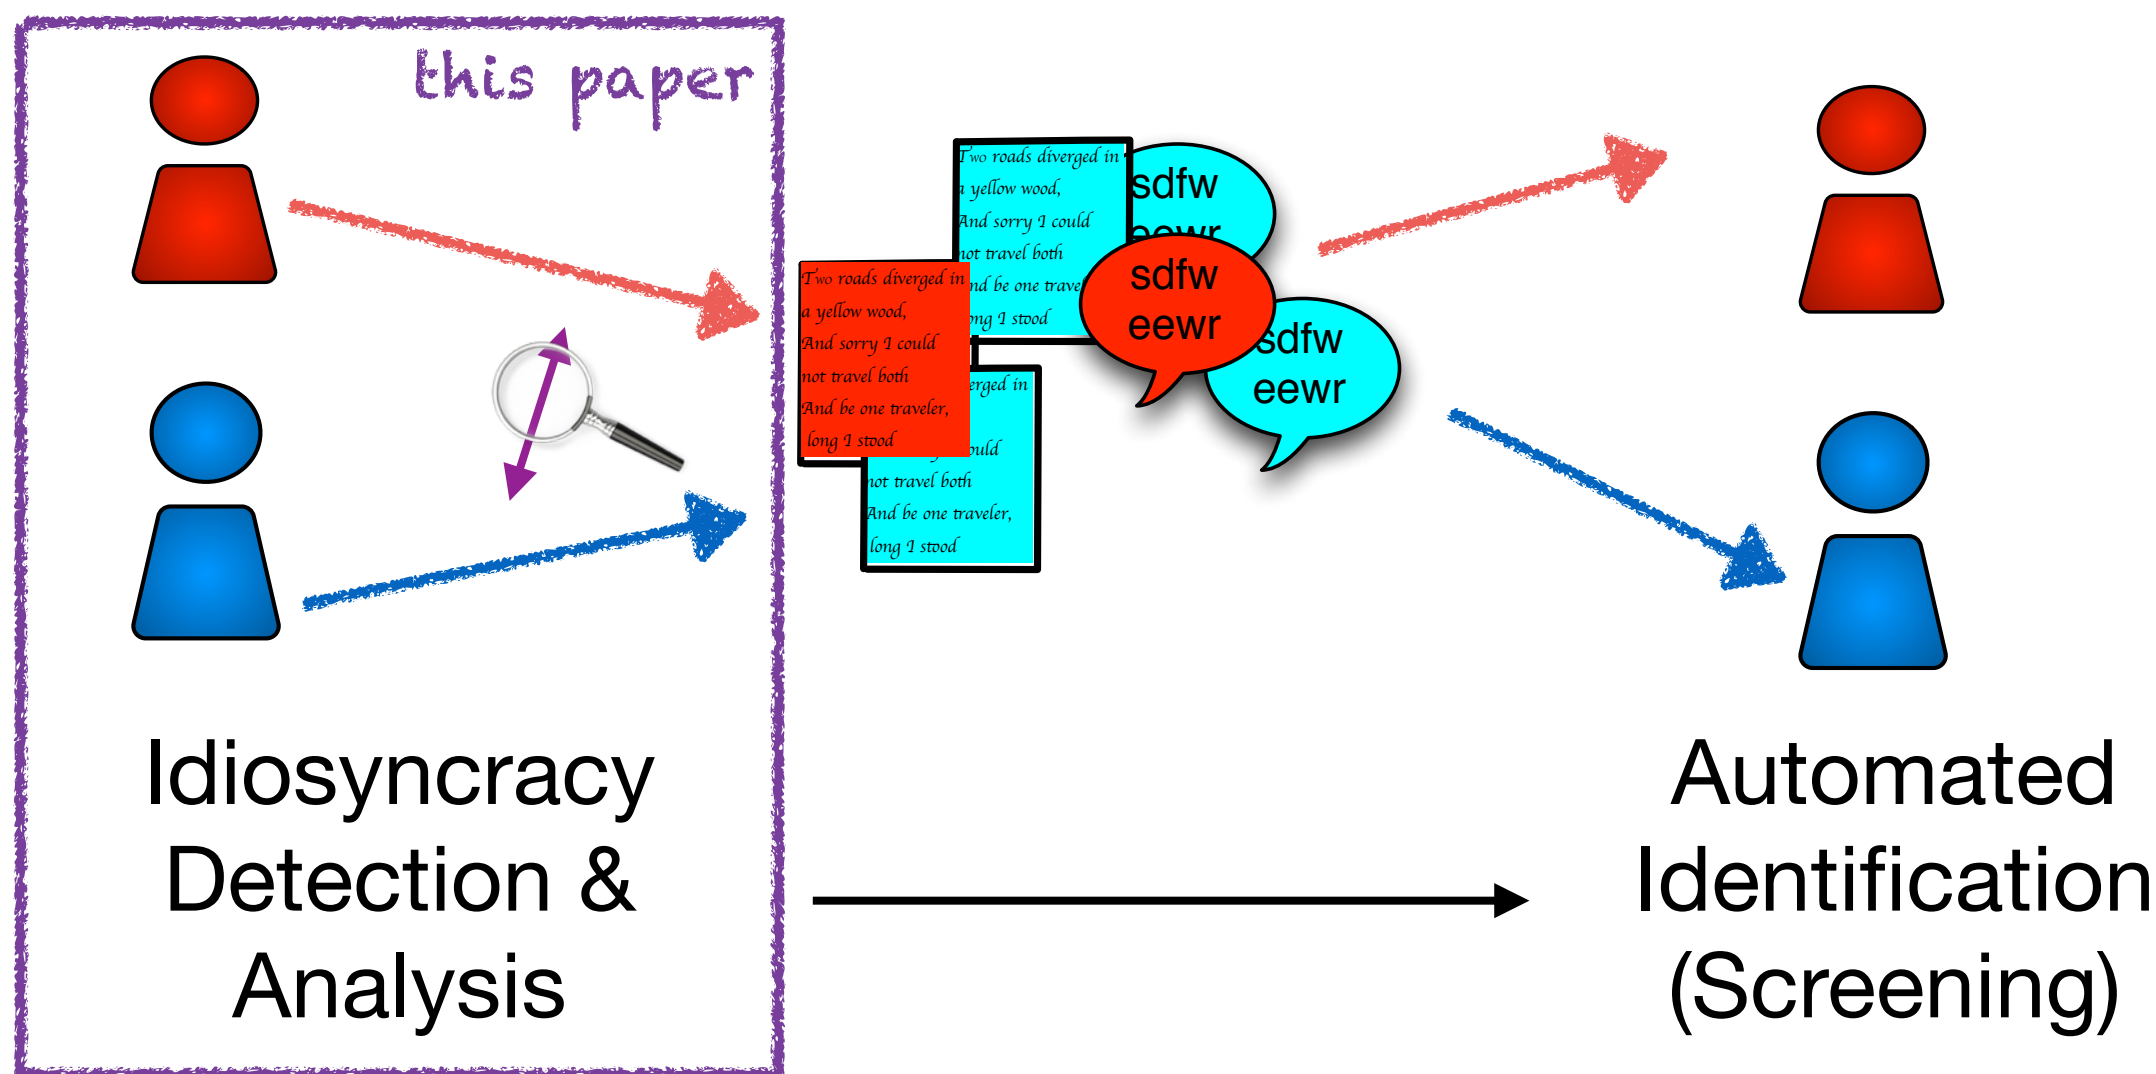 this paper
Two roads diverged in
a yellow wood,
And sorry I could
not travel both
nd be one trave
ong I stood
sdfw
eewr
sdfw
eewr
sdfw
eewr
Two roads diverged in
a yellow wood,
And sorry I could
not travel both
And be one traveler,
long I stood
erged in
ould
not travel both
And be one traveler,
long I stood
Idiosyncracy
Detection &
Analysis
Automated
Identification
(Screening)